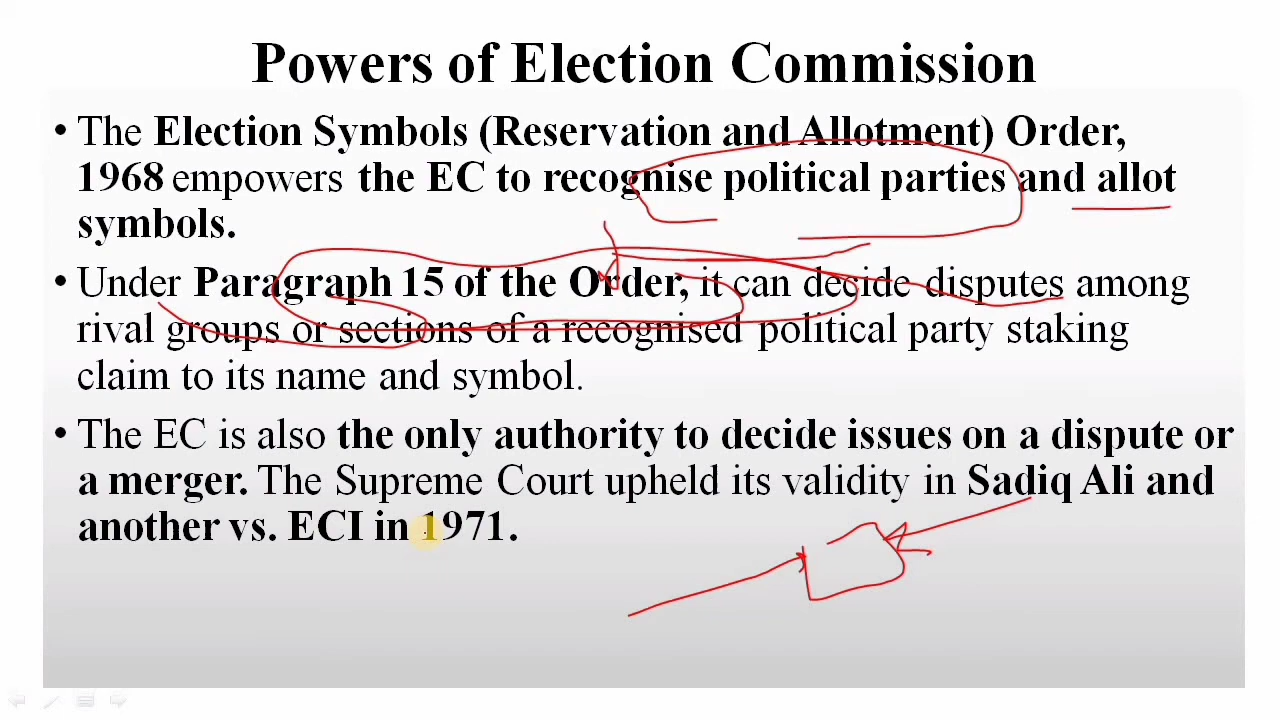 Powers of Election Commission
• The Election Symbols (Reservation and Allotment) Order,
1968 empowers the EC to recognise political parties and allot
symbols.
• Under Paragraph 15 of the Order, it can decide disputes among
rival groups or sections of a recognised political party staking
claim to its name and symbol.
• The EC is also the only authority to decide issues on a dispute or
a merger. The Supreme Court upheld its validity in Sadiq Ali and
another vs. ECI in 1971.